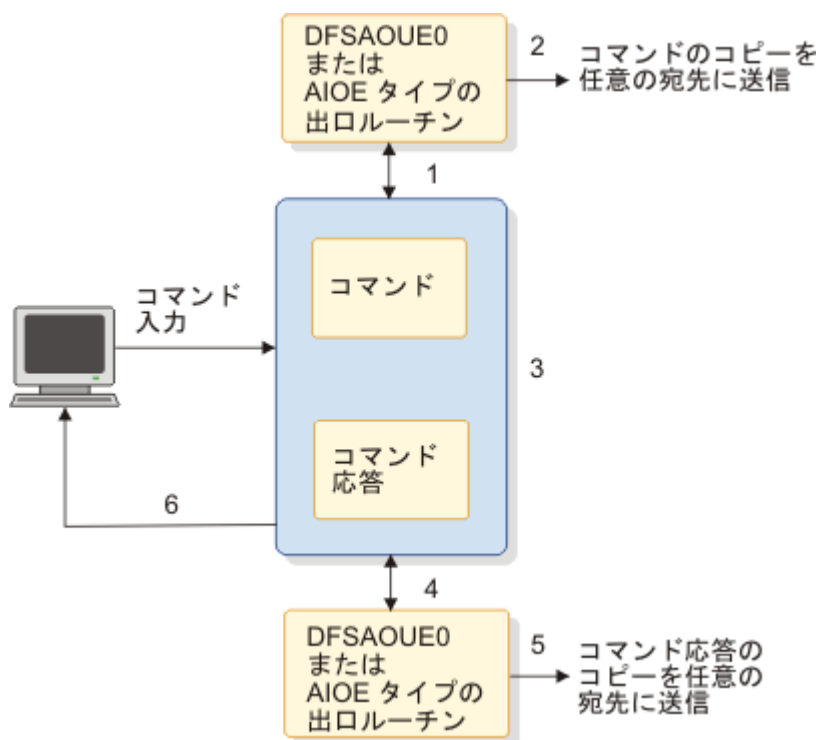 DFSAOUE0
または
AIOE タイプの
出口ルーチン
2
コマンドのコピーを
任意の宛先に送信
1
コマンド
入力
コマンド
3
コマンド
応答
6
4
DFSAOUE0
または
AIOE タイプの
出口ルーチン
5
コマンド応答の
コピーを任意の
宛先に送信